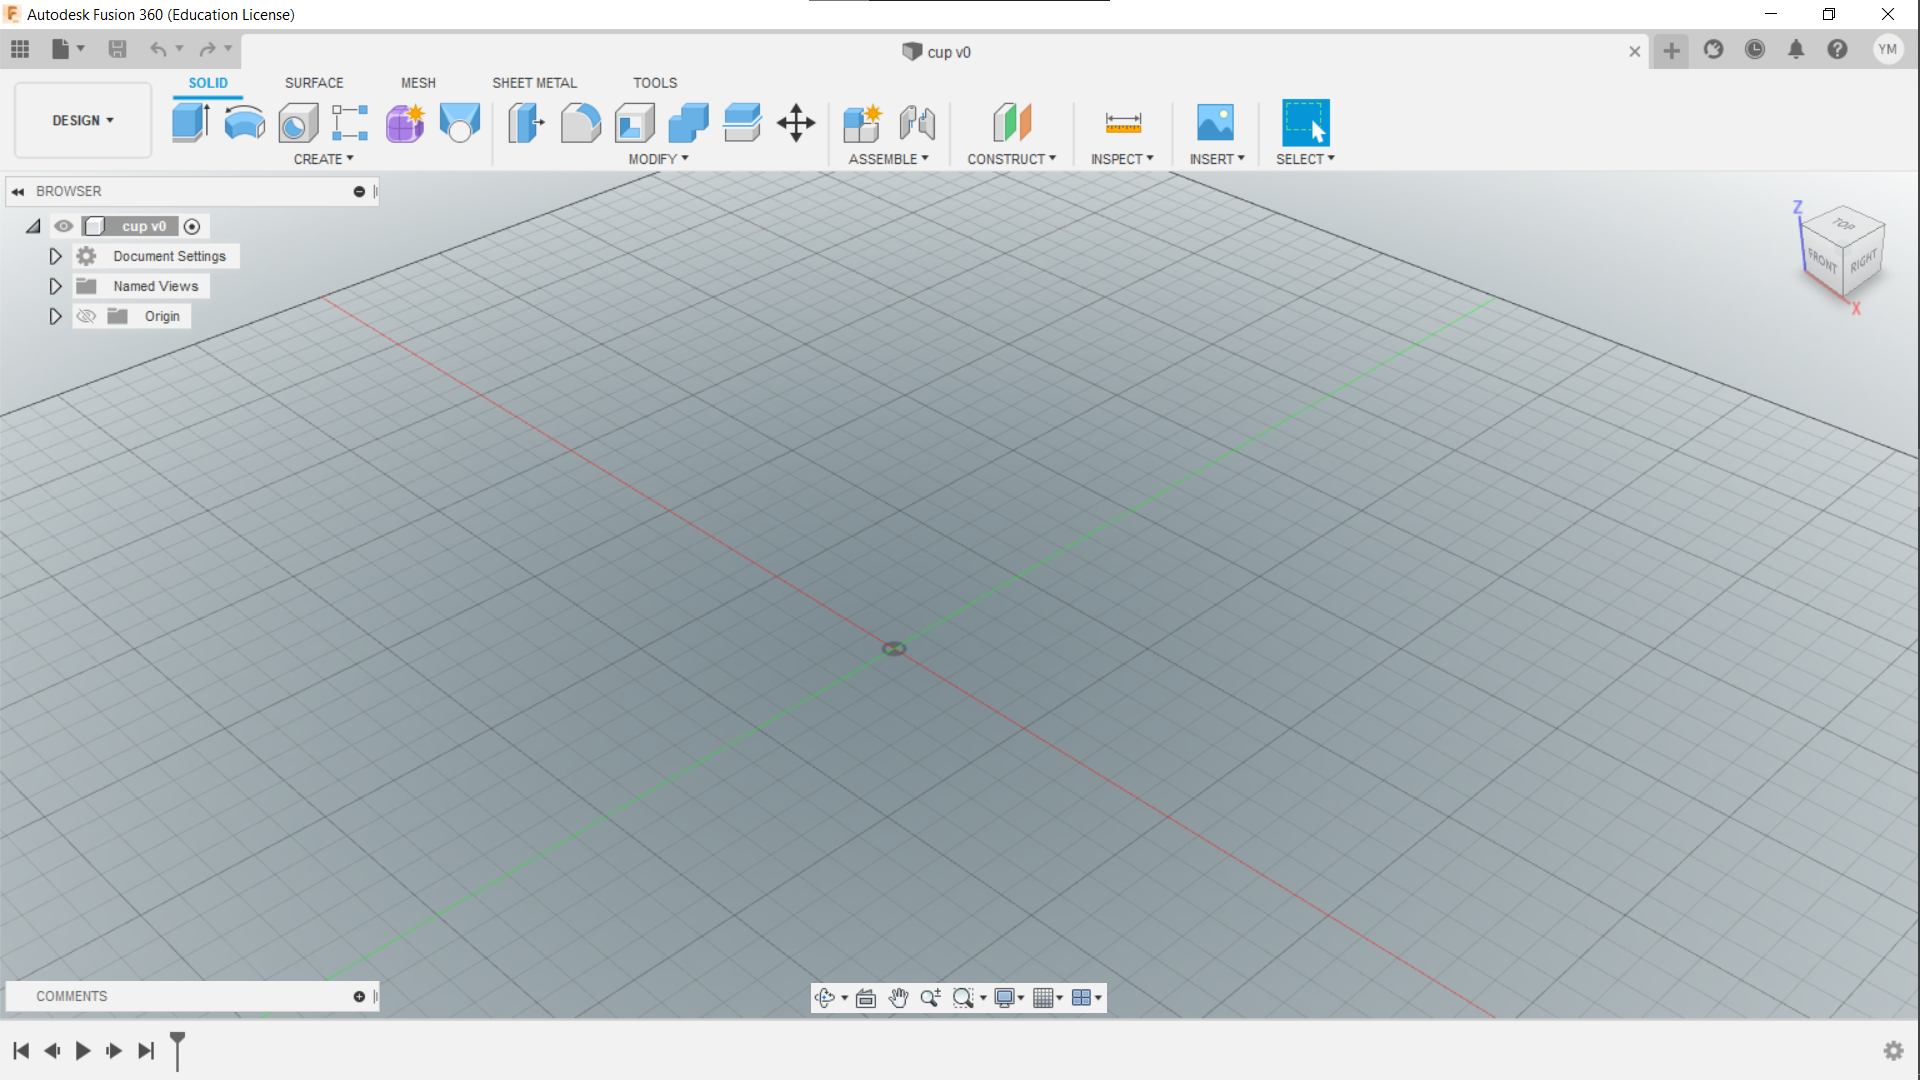 Autodesk Fusion 360 (Education License)
cup v0
YM
SOLID SURFACE MESH SHEET METAL TOOLS
DESIGN
CREATE MODIFY ASSEMBLE CONSTRUCT INSPECT INSERT SELECT
BROWSER
cup v0
Document Settings
Named Views
Origin
Z
TOP
FRONT
RIGHT
X
COMMENTS